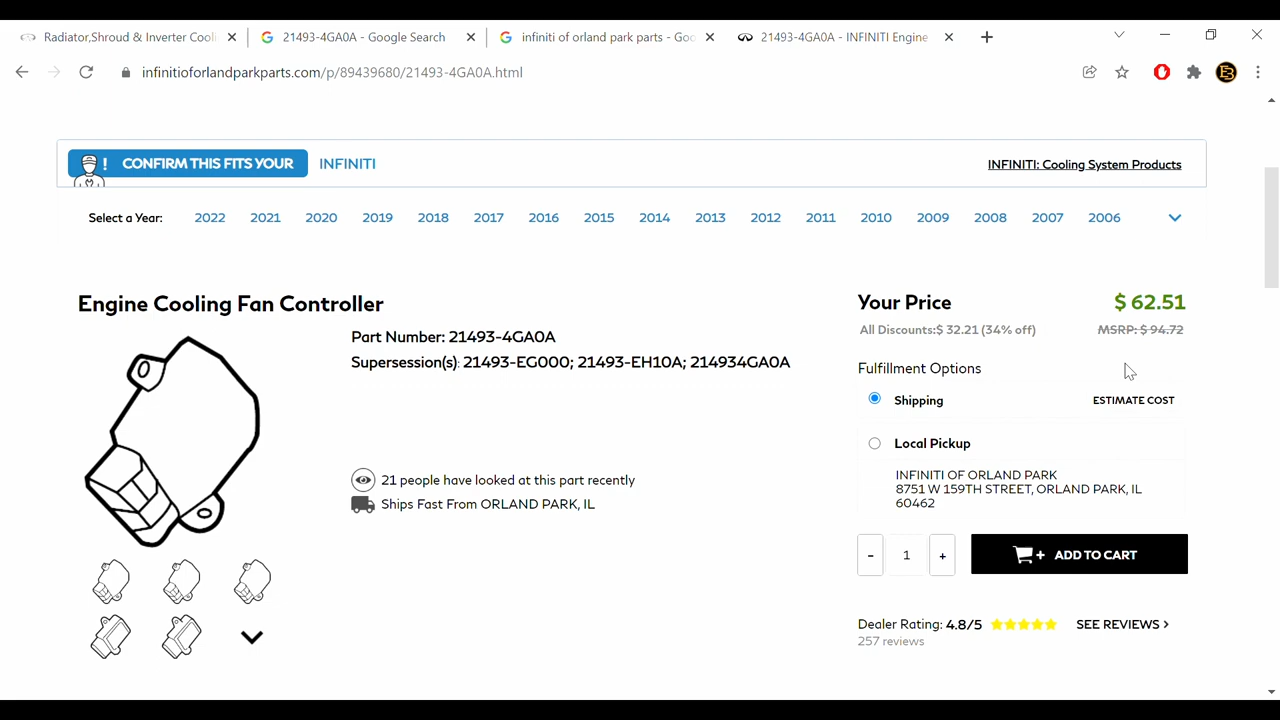 Radiator,Shroud & Inverter Cooli
21493-4GA0A - Google Search
infiniti of orland park parts - Goo
21493-4GA0A - INFINITI Engine
infinitioforlandparkparts.com/p/89439680/21493-4GA0A.html
! CONFIRM THIS FITS YOUR INFINITI
INFINITI: Cooling System Products
Select a Year: 2022 2021 2020 2019 2018 2017 2016 2015 2014 2013 2012 2011 2010 2009 2008 2007 2006
Engine Cooling Fan Controller
Part Number: 21493-4GA0A
Supersession(s): 21493-EG000; 21493-EH10A; 214934GA0A
21 people have looked at this part recently
Ships Fast From ORLAND PARK, IL
Your Price $ 62.51
All Discounts:$ 32.21 (34% off) MSRP: $ 94.72
Fulfillment Options
Shipping ESTIMATE COST
Local Pickup
INFINITI OF ORLAND PARK
8751 W 159TH STREET, ORLAND PARK, IL
60462
- 1 + + ADD TO CART
Dealer Rating: 4.8/5 SEE REVIEWS >
257 reviews